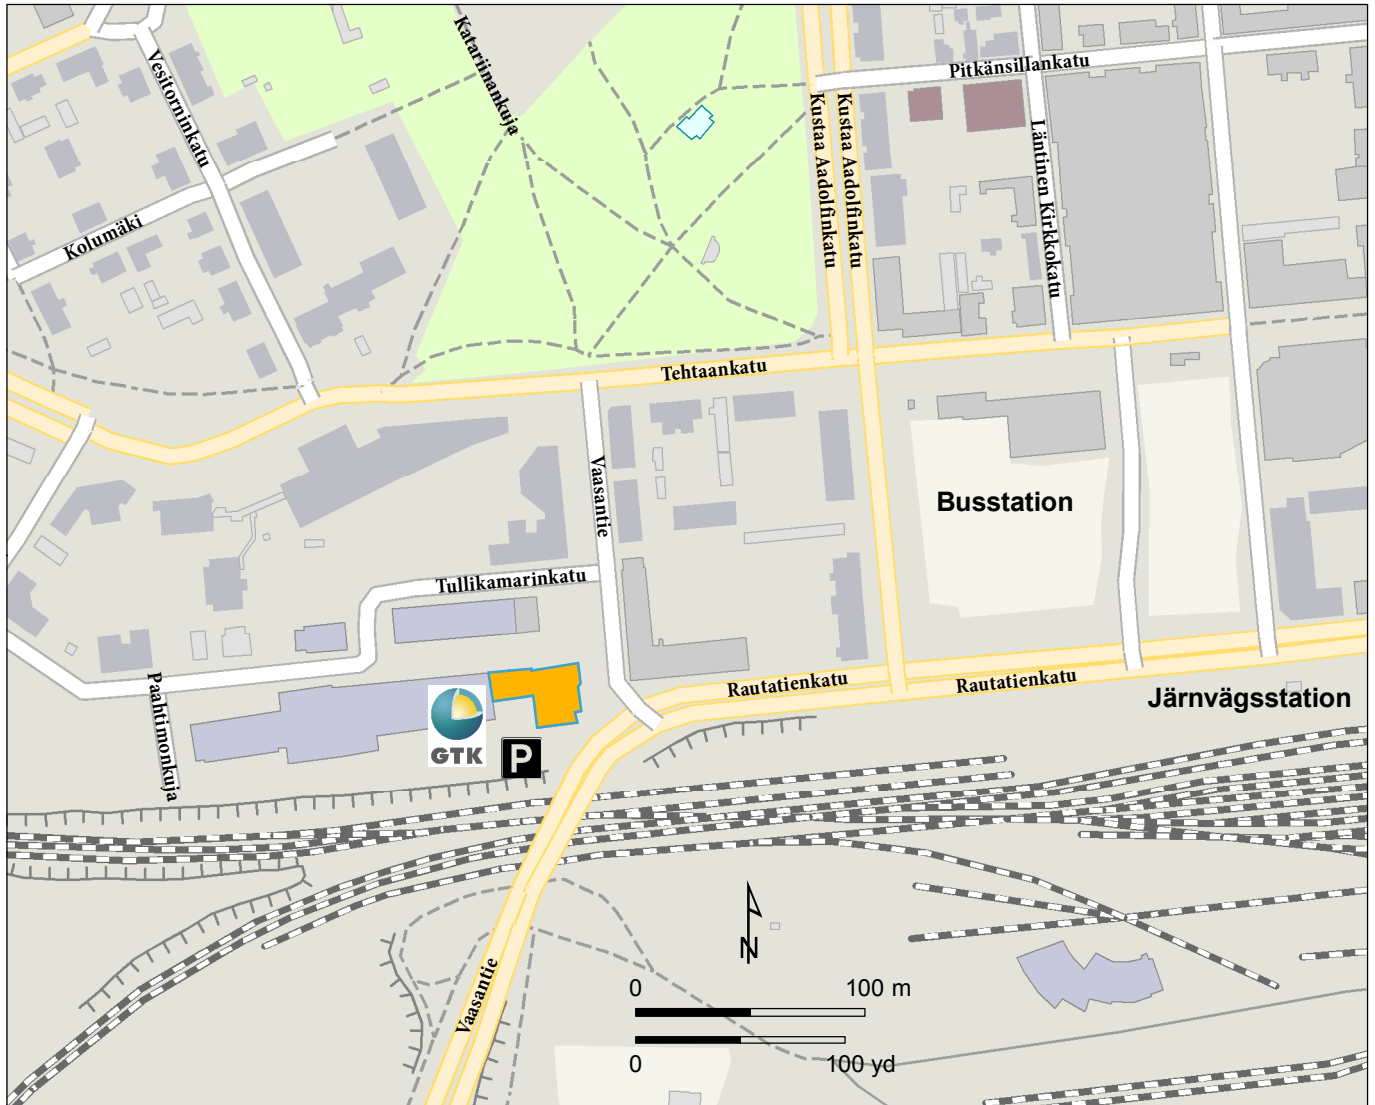 Katariinankuja
Vesitorninkatu
Pitkänsillankatu
Kustaa Aadolfinkatu
Kustaa Aadolfinkatu
Läntinen Kirkkokatu
Kolumäki
Tehtaankatu
Vaasantie
Busstation
Tullikamarinkatu
Paahtimonkuja
Rautatienkatu
Rautatienkatu
Järnvägsstation
GTK
P
N
Vaasantie
0 100 m
0 100 yd